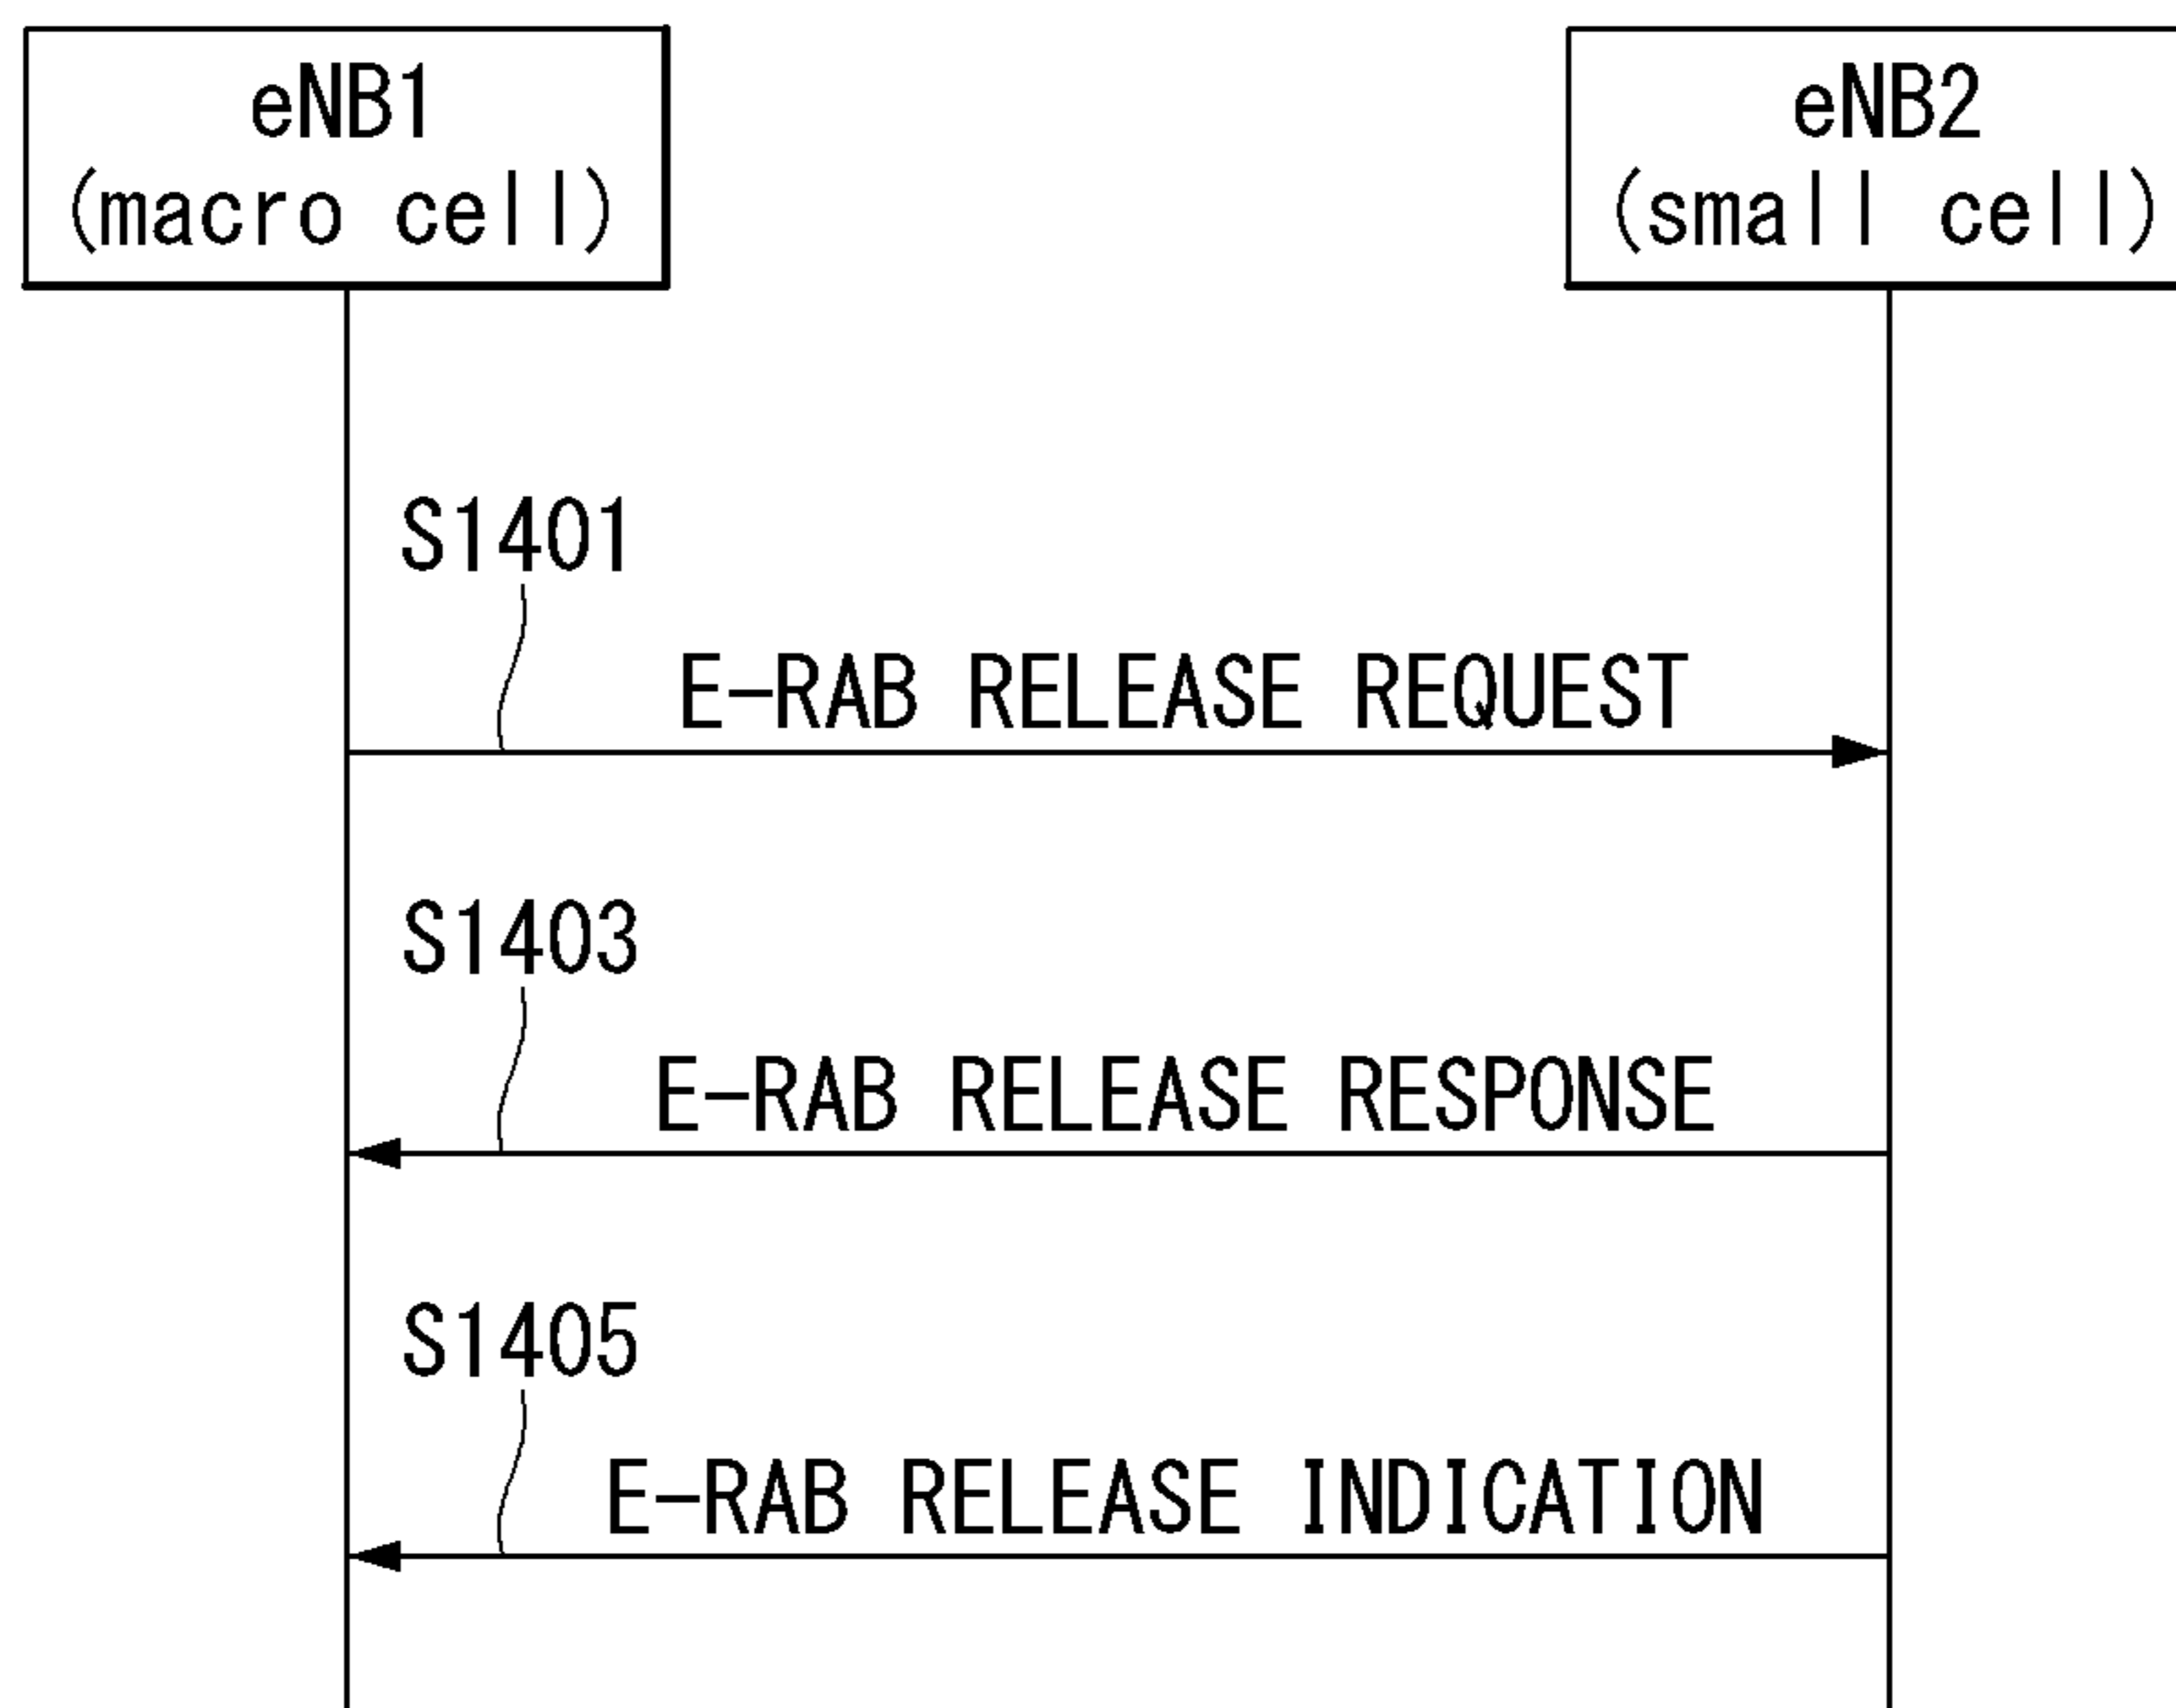 eNB1
(macro cell)
eNB2
(small cell)
S1401
E-RAB RELEASE REQUEST
S1403
E-RAB RELEASE RESPONSE
S1405
E-RAB RELEASE INDICATION